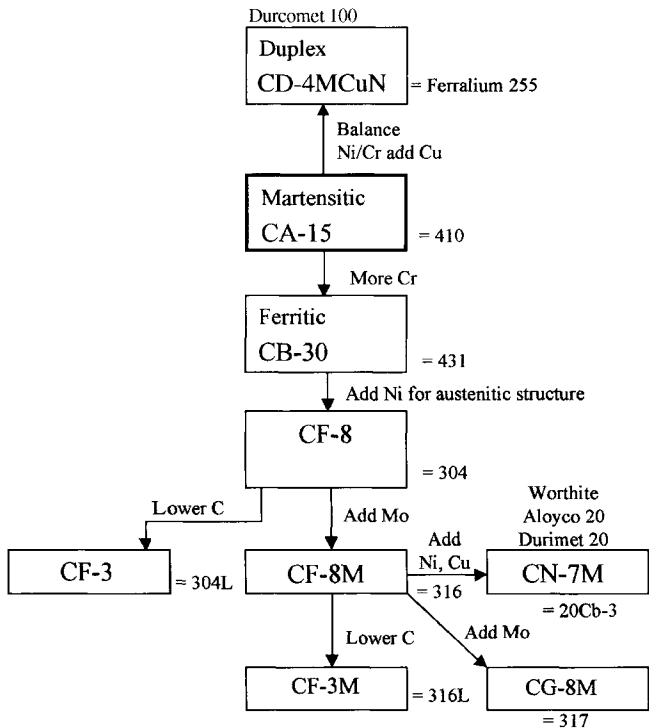 Durcomet 100
Duplex
CD-4MCuN
= Ferralium 255
Balance
Ni/Cr add Cu
Martensitic
CA-15
= 410
More Cr
Ferritic
CB-30
= 431
Add Ni for austenitic structure
CF-8
= 304
Lower C
Add Mo
Worthite
Aloyco 20
Durimet 20
Add
Ni, Cu
CF-3
= 304L
CF-8M
= 316
CN-7M
= 20Cb-3
Lower C
Add Mo
CF-3M
= 316L
CG-8M
= 317